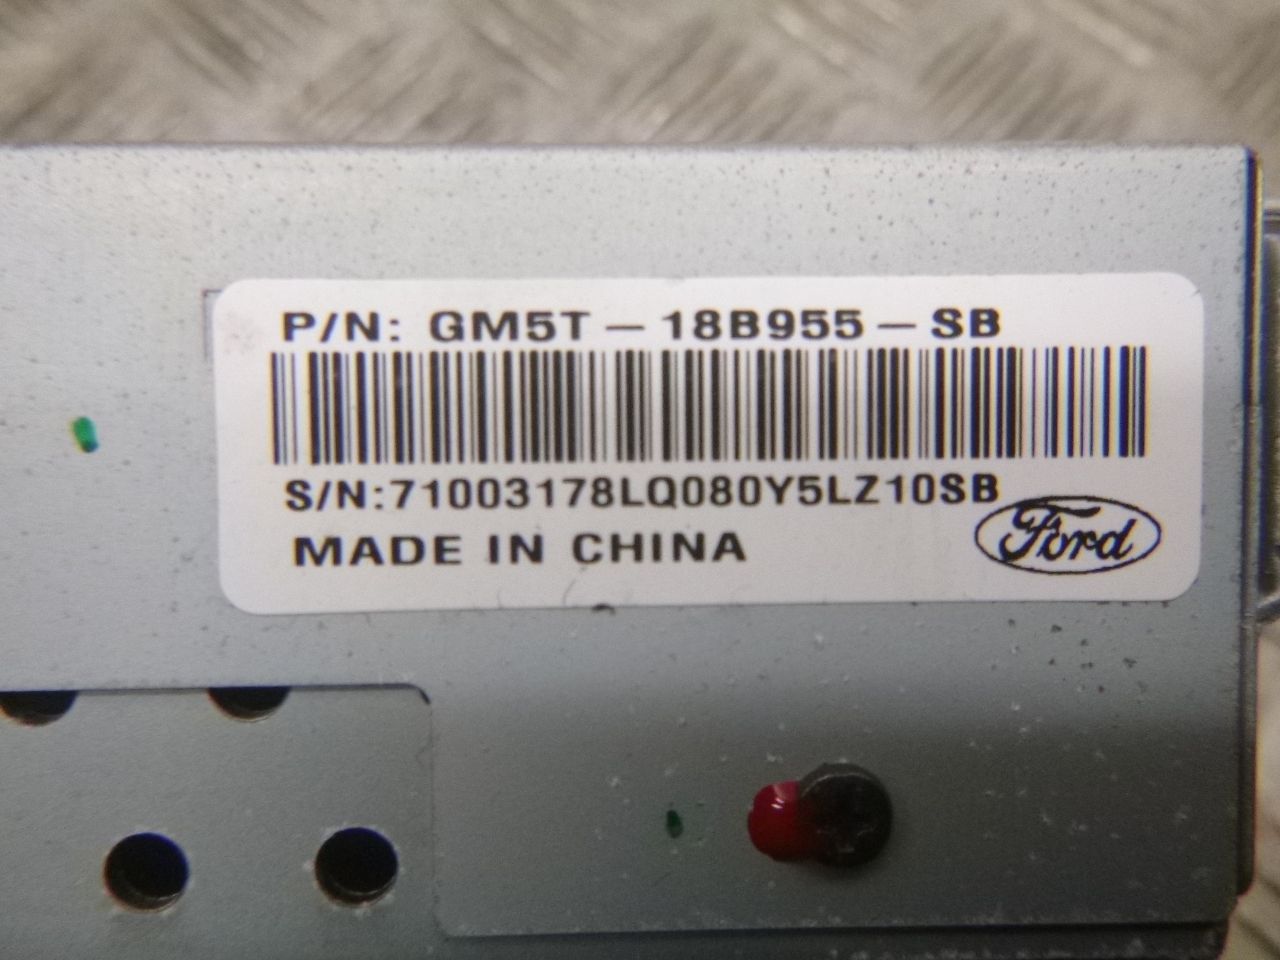 P/N: GM5T-18B955-SB
S/N:71003178LQ080Y5LZ10SB
MADE IN CHINA
Ford